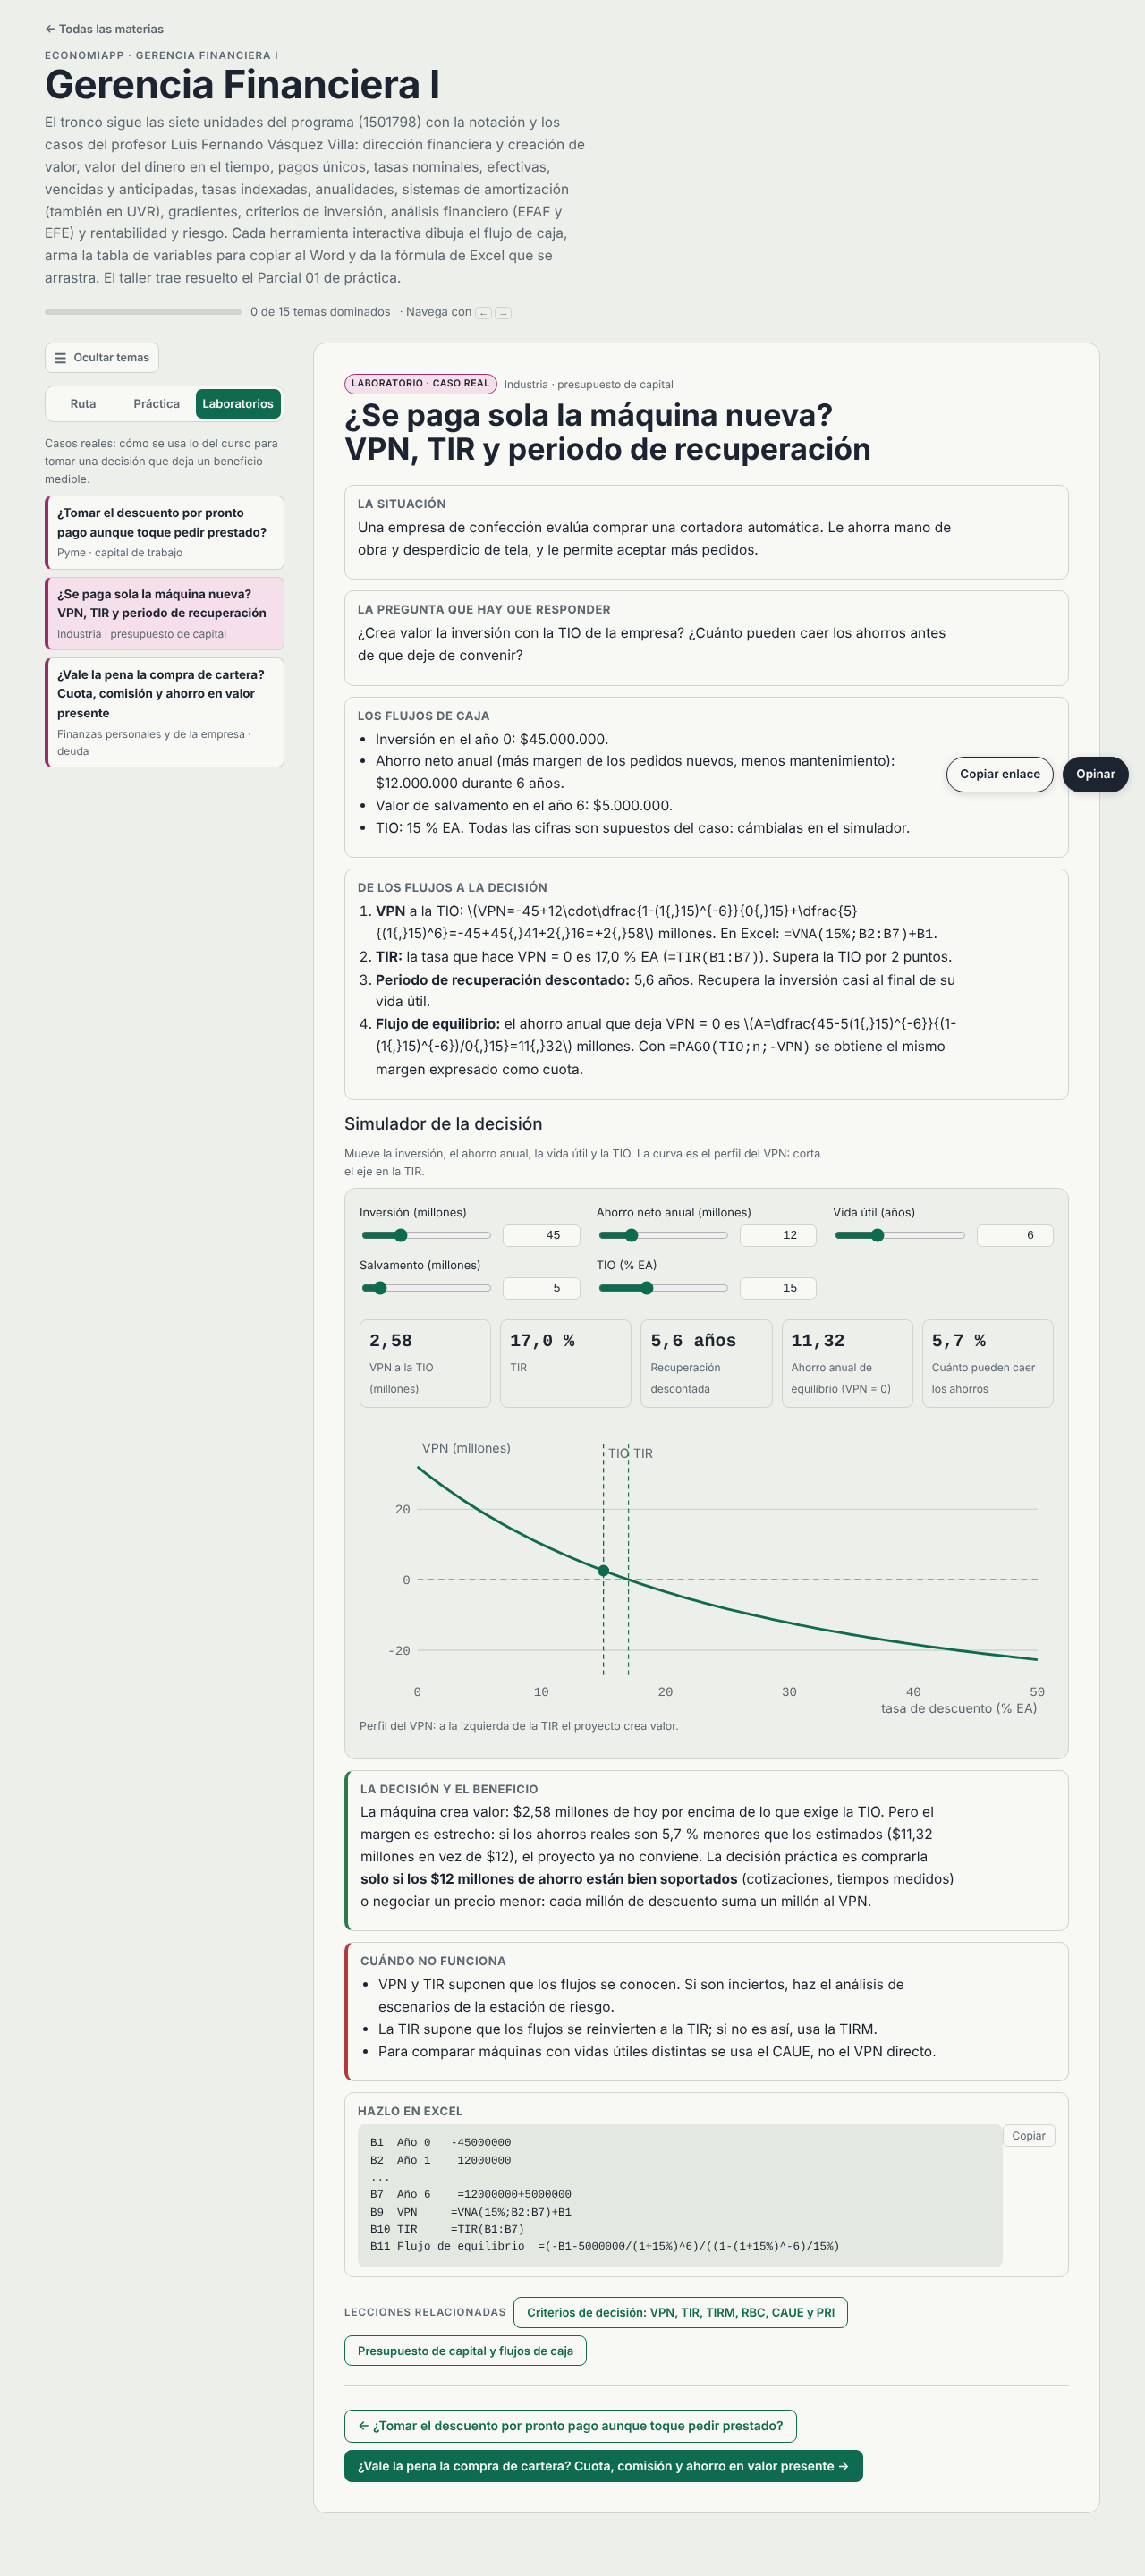 ← Todas las materias
ECONOMIAPP · GERENCIA FINANCIERA I
Gerencia Financiera I
El tronco sigue las siete unidades del programa (1501798) con la notación y los
casos del profesor Luis Fernando Vásquez Villa: dirección financiera y creación de
valor, valor del dinero en el tiempo, pagos únicos, tasas nominales, efectivas,
vencidas y anticipadas, tasas indexadas, anualidades, sistemas de amortización
(también en UVR), gradientes, criterios de inversión, análisis financiero (EFAF y
EFE) y rentabilidad y riesgo. Cada herramienta interactiva dibuja el flujo de caja,
arma la tabla de variables para copiar al Word y da la fórmula de Excel que se
arrastra. El taller trae resuelto el Parcial 01 de práctica.
0 de 15 temas dominados · Navega con ← →
☰ Ocultar temas
Ruta Práctica Laboratorios
Casos reales: cómo se usa lo del curso para
tomar una decisión que deja un beneficio
medible.
¿Tomar el descuento por pronto
pago aunque toque pedir prestado?
Pyme · capital de trabajo
¿Se paga sola la máquina nueva?
VPN, TIR y periodo de recuperación
Industria · presupuesto de capital
¿Vale la pena la compra de cartera?
Cuota, comisión y ahorro en valor
presente
Finanzas personales y de la empresa ·
deuda
LABORATORIO · CASO REAL Industria · presupuesto de capital
¿Se paga sola la máquina nueva?
VPN, TIR y periodo de recuperación
LA SITUACIÓN
Una empresa de confección evalúa comprar una cortadora automática. Le ahorra mano de
obra y desperdicio de tela, y le permite aceptar más pedidos.
LA PREGUNTA QUE HAY QUE RESPONDER
¿Crea valor la inversión con la TIO de la empresa? ¿Cuánto pueden caer los ahorros antes
de que deje de convenir?
LOS FLUJOS DE CAJA
• Inversión en el año 0: $45.000.000.
• Ahorro neto anual (más margen de los pedidos nuevos, menos mantenimiento):
$12.000.000 durante 6 años.
• Valor de salvamento en el año 6: $5.000.000.
• TIO: 15 % EA. Todas las cifras son supuestos del caso: cámbialas en el simulador.
Copiar enlace
Opinar
DE LOS FLUJOS A LA DECISIÓN
1. VPN a la TIO: \(VPN=-45+12\cdot\dfrac{1-(1{,}15)^{-6}}{0{,}15}+\dfrac{5}
{(1{,}15)^6}=-45+45{,}41+2{,}16=+2{,}58\) millones. En Excel: =VNA(15%;B2:B7)+B1.
2. TIR: la tasa que hace VPN = 0 es 17,0 % EA (=TIR(B1:B7)). Supera la TIO por 2 puntos.
3. Periodo de recuperación descontado: 5,6 años. Recupera la inversión casi al final de su
vida útil.
4. Flujo de equilibrio: el ahorro anual que deja VPN = 0 es \(A=\dfrac{45-5(1{,}15)^{-6}}{(1-
(1{,}15)^{-6})/0{,}15}=11{,}32\) millones. Con =PAGO(TIO;n;-VPN) se obtiene el mismo
margen expresado como cuota.
Simulador de la decisión
Mueve la inversión, el ahorro anual, la vida útil y la TIO. La curva es el perfil del VPN: corta
el eje en la TIR.
Inversión (millones) 45
Ahorro neto anual (millones) 12
Vida útil (años) 6
Salvamento (millones) 5
TIO (% EA) 15
2,58
VPN a la TIO
(millones)
17,0 %
TIR
5,6 años
Recuperación
descontada
11,32
Ahorro anual de
equilibrio (VPN = 0)
5,7 %
Cuánto pueden caer
los ahorros
VPN (millones)
TIO TIR
20
0
-20
0 10 20 30 40 50
tasa de descuento (% EA)
Perfil del VPN: a la izquierda de la TIR el proyecto crea valor.
LA DECISIÓN Y EL BENEFICIO
La máquina crea valor: $2,58 millones de hoy por encima de lo que exige la TIO. Pero el
margen es estrecho: si los ahorros reales son 5,7 % menores que los estimados ($11,32
millones en vez de $12), el proyecto ya no conviene. La decisión práctica es comprarla
solo si los $12 millones de ahorro están bien soportados (cotizaciones, tiempos medidos)
o negociar un precio menor: cada millón de descuento suma un millón al VPN.
CUÁNDO NO FUNCIONA
• VPN y TIR suponen que los flujos se conocen. Si son inciertos, haz el análisis de
escenarios de la estación de riesgo.
• La TIR supone que los flujos se reinvierten a la TIR; si no es así, usa la TIRM.
• Para comparar máquinas con vidas útiles distintas se usa el CAUE, no el VPN directo.
HAZLO EN EXCEL
Copiar
B1 Año 0 -45000000
B2 Año 1 12000000
...
B7 Año 6 =12000000+5000000
B9 VPN =VNA(15%;B2:B7)+B1
B10 TIR =TIR(B1:B7)
B11 Flujo de equilibrio =(-B1-5000000/(1+15%)^6)/((1-(1+15%)^-6)/15%)
LECCIONES RELACIONADAS Criterios de decisión: VPN, TIR, TIRM, RBC, CAUE y PRI
Presupuesto de capital y flujos de caja
← ¿Tomar el descuento por pronto pago aunque toque pedir prestado?
¿Vale la pena la compra de cartera? Cuota, comisión y ahorro en valor presente →